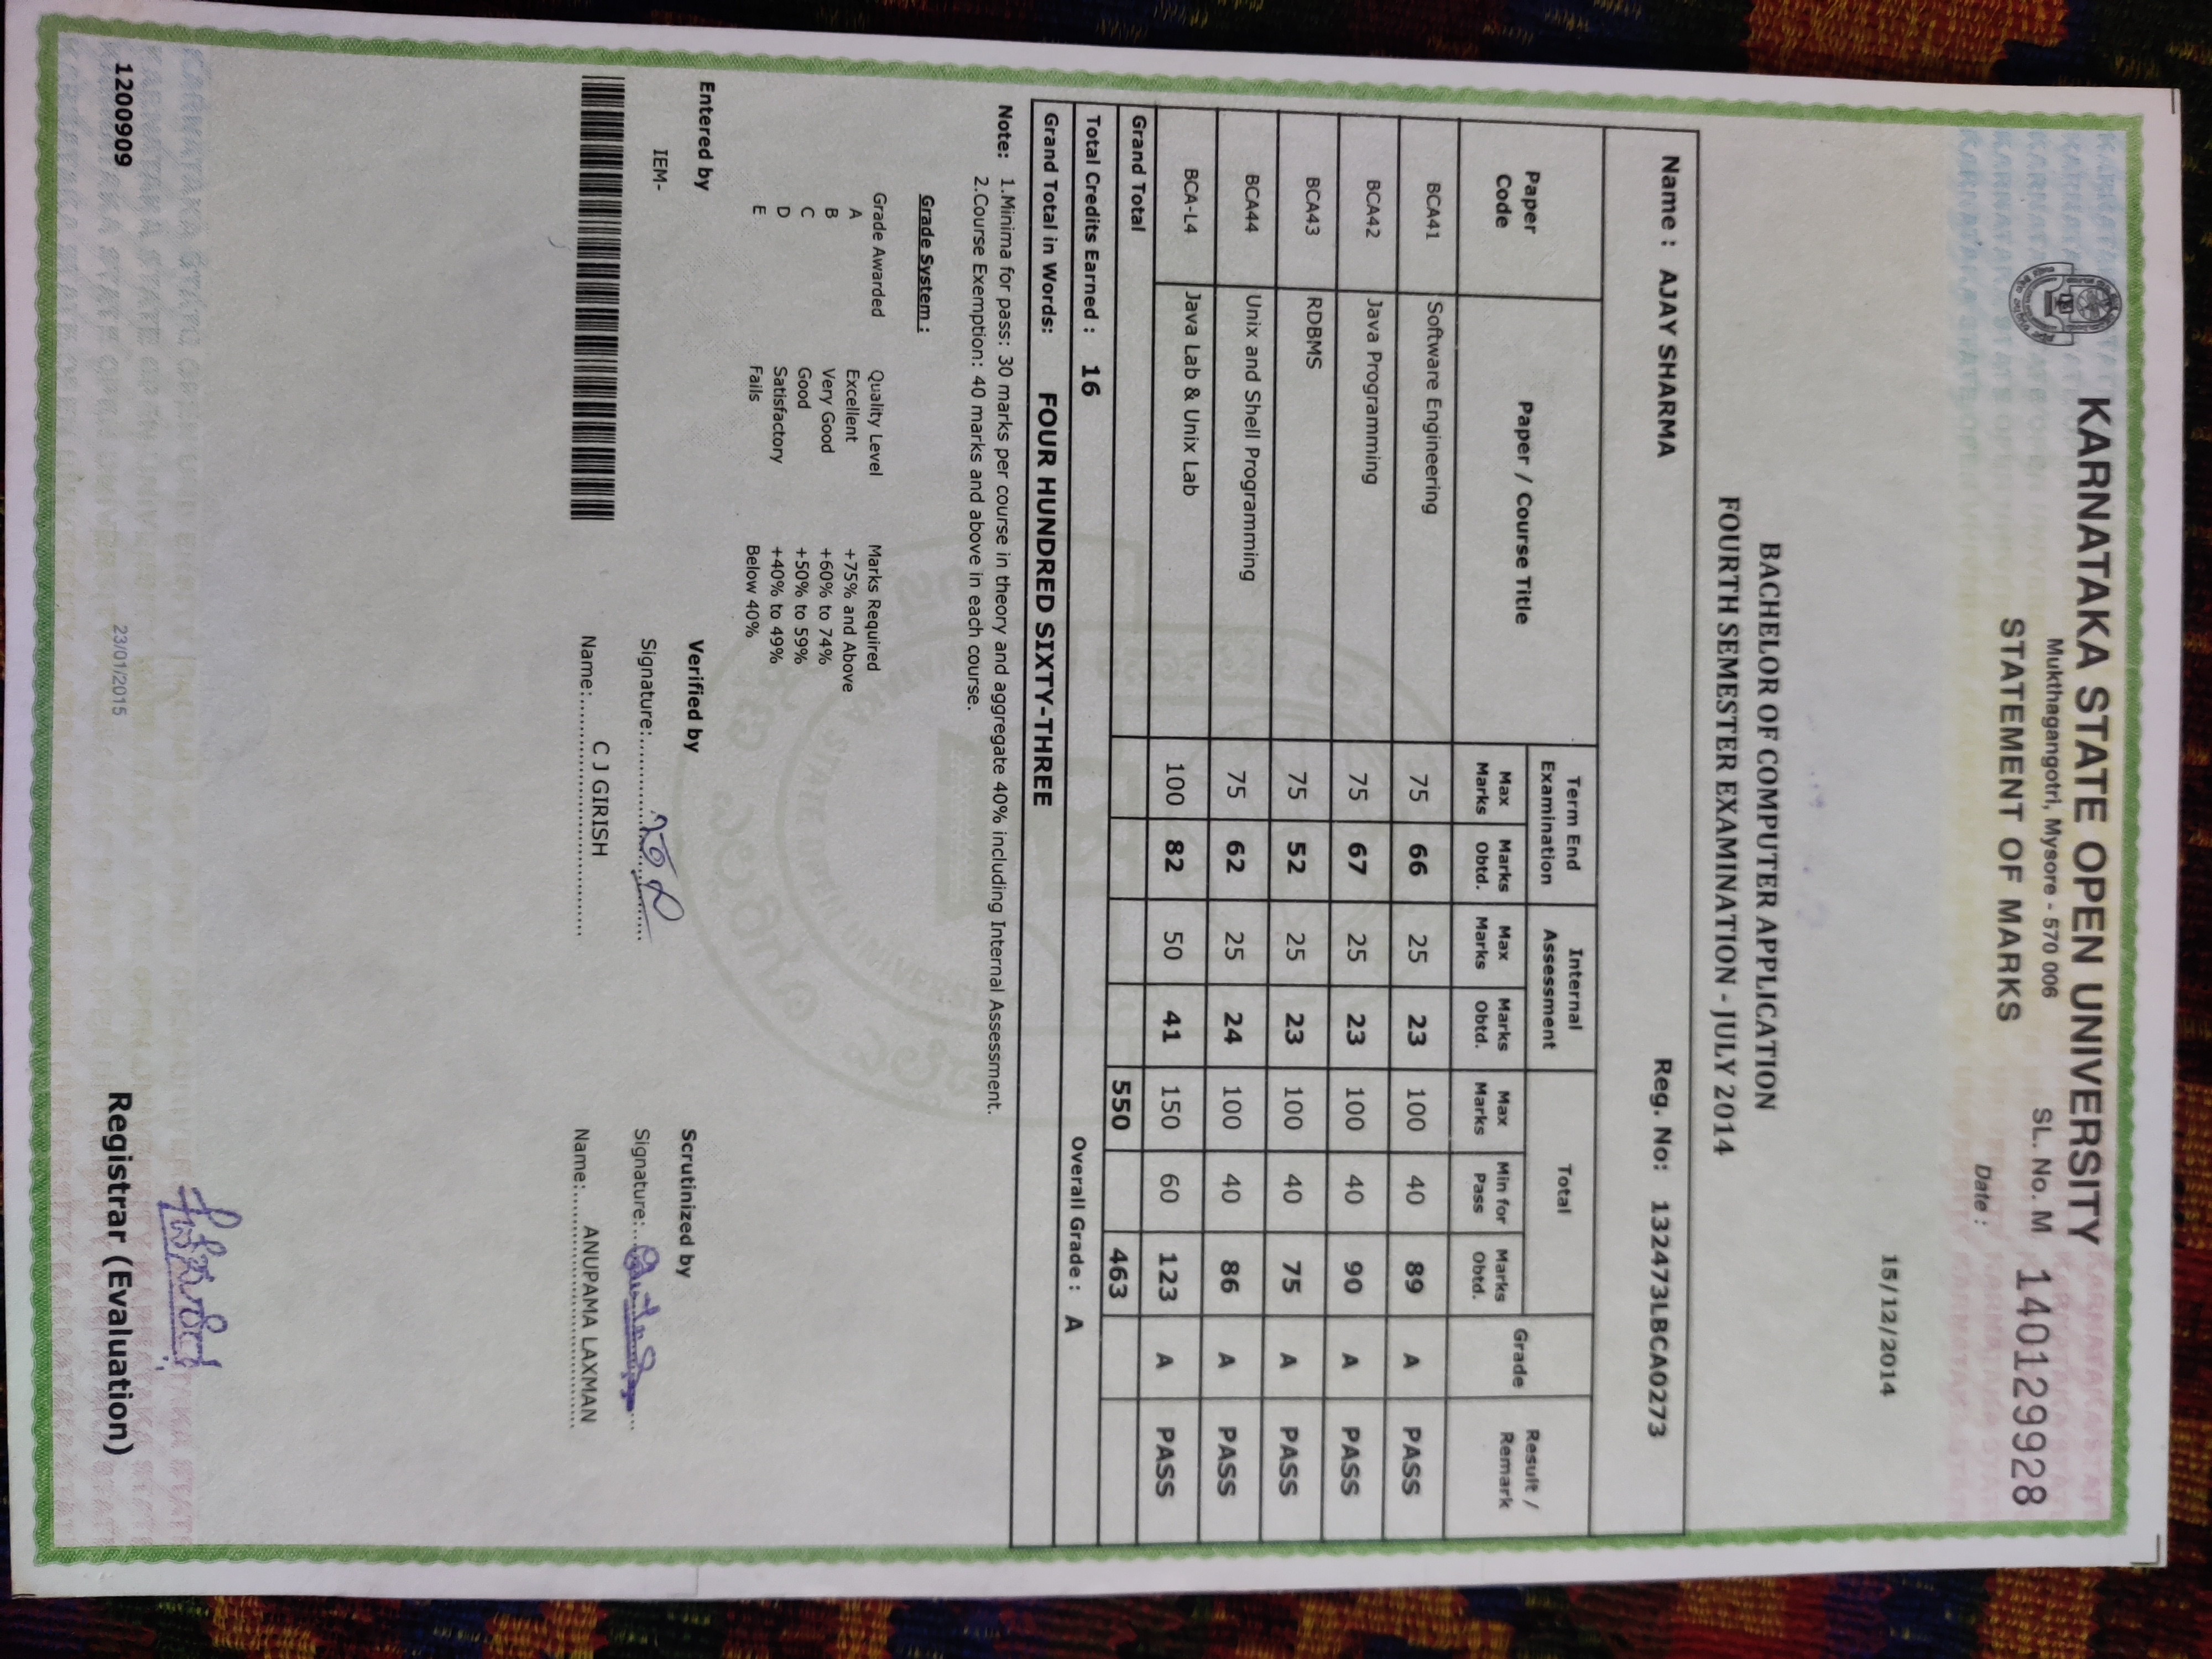 KARNATAKA STATE OPEN UNIVERSITY
Mukthagangotri, Mysore - 570 006
SL. No. M 140129928
STATEMENT OF MARKS
Date :
15/12/2014
BACHELOR OF COMPUTER APPLICATION
FOURTH SEMESTER EXAMINATION - JULY 2014
Name : AJAY SHARMA Reg. No: 132473LBCA0273
Paper Code Paper / Course Title Term End Examination Internal Assessment Total Grade Result / Remark
Max Marks Marks Obtd. Max Marks Marks Obtd. Max Marks Min for Pass Marks Obtd.
BCA41 Software Engineering 75 66 25 23 100 40 89 A PASS
BCA42 Java Programming 75 67 25 23 100 40 90 A PASS
BCA43 RDBMS 75 52 25 23 100 40 75 A PASS
BCA44 Unix and Shell Programming 75 62 25 24 100 40 86 A PASS
BCA-L4 Java Lab & Unix Lab 100 82 50 41 150 60 123 A PASS
Grand Total 550 463
Total Credits Earned : 16 Overall Grade : A
Grand Total in Words: FOUR HUNDRED SIXTY-THREE
Note: 1.Minima for pass: 30 marks per course in theory and aggregate 40% including Internal Assessment.
2.Course Exemption: 40 marks and above in each course.
Grade System :
Grade Awarded Quality Level Marks Required
A Excellent +75% and Above
B Very Good +60% to 74%
C Good +50% to 59%
D Satisfactory +40% to 49%
E Fails Below 40%
Entered by Verified by Scrutinized by
IEM- Signature: Signature:
Name: C J GIRISH Name: ANUPAMA LAXMAN
1200909 23/01/2015 Registrar (Evaluation)